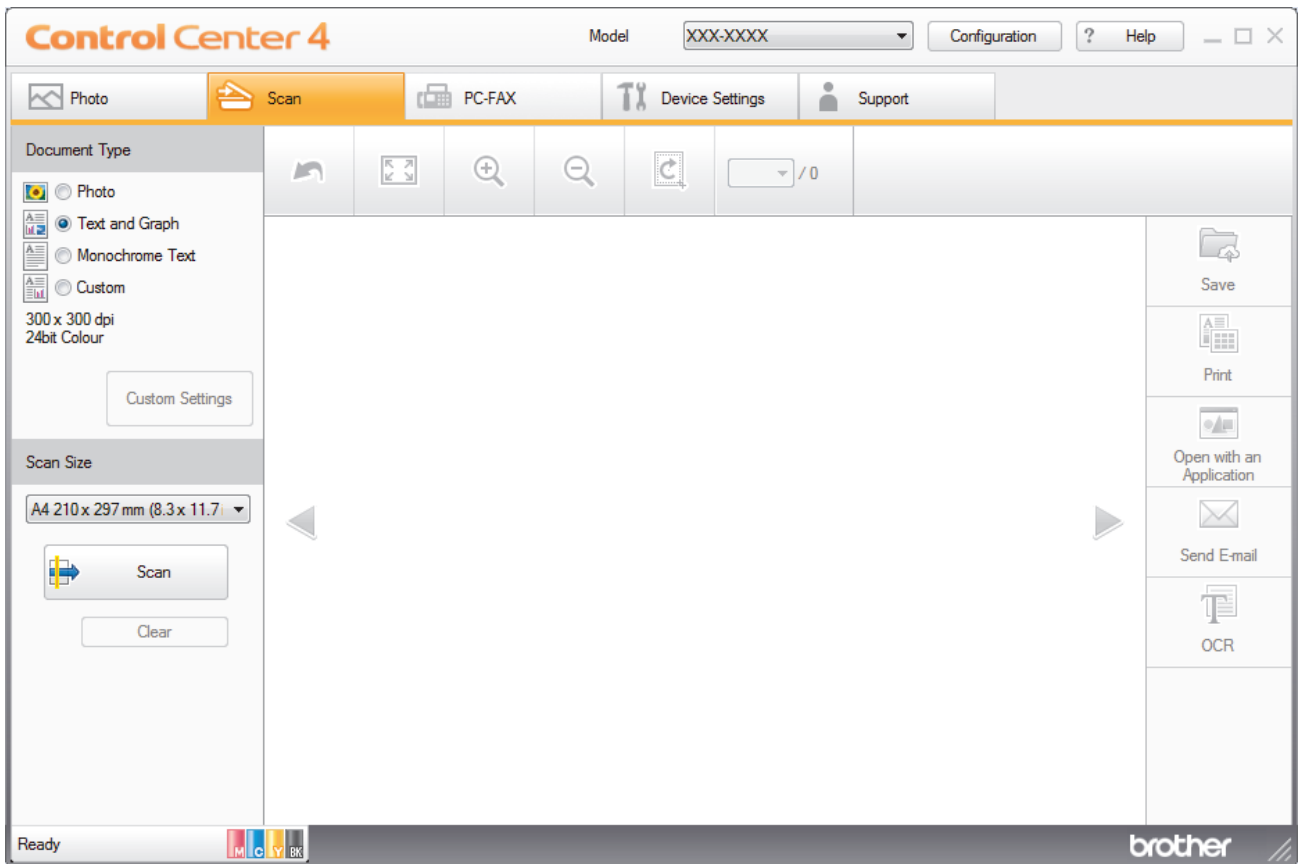 Control Center 4
Model
XXX-XXXX
Configuration
? Help
Photo
Scan
PC-FAX
Device Settings
Support
Document Type
Photo
Text and Graph
Monochrome Text
Custom
300 x 300 dpi
24bit Colour
Custom Settings
Scan Size
A4 210 x 297 mm (8.3 x 11.7
Scan
Clear
/ 0
Save
Print
Open with an
Application
Send E-mail
OCR
Ready
M C Y BK
brother